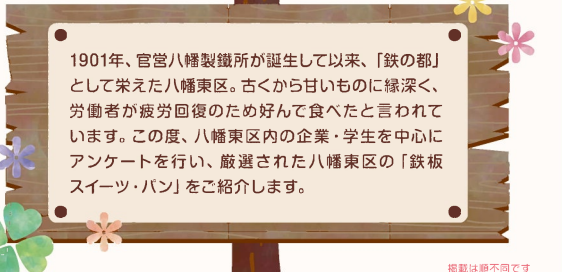 1901年、官営八幡製鐵所が誕生して以来、「鉄の都」
として栄えた八幡東区。古くから甘いものに縁深く、
労働者が疲労回復のため好んで食べたと言われて
います。この度、八幡東区内の企業・学生を中心に
アンケートを行い、厳選された八幡東区の「鉄板
スイーツ・パン」をご紹介します。
掲載は順不同です